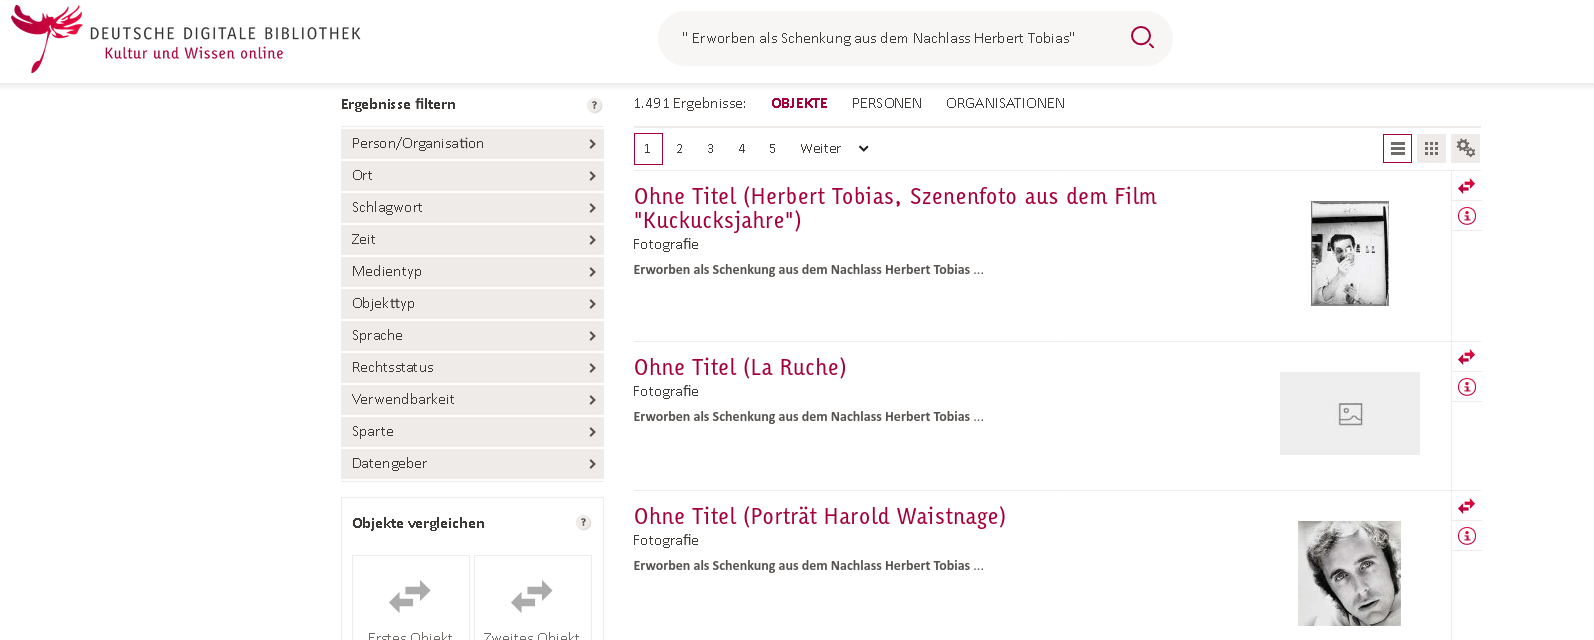 DEUTSCHE DIGITALE BIBLIOTHEK
Kultur und Wissen online
" Erworben als Schenkung aus dem Nachlass Herbert Tobias"
Ergebnisse filtern
?
Person/Organisation
Ort
Schlagwort
Zeit
Medientyp
Objekttyp
Sprache
Rechtsstatus
Verwendbarkeit
Sparte
Datengeber
Objekte vergleichen
?
Erstes Objekt
Zweites Objekt
1.491 Ergebnisse: OBJEKTE PERSONEN ORGANISATIONEN
1 2 3 4 5 Weiter
Ohne Titel (Herbert Tobias, Szenenfoto aus dem Film
"Kuckucksjahre")
Fotografie
Erworben als Schenkung aus dem Nachlass Herbert Tobias ...
Ohne Titel (La Ruche)
Fotografie
Erworben als Schenkung aus dem Nachlass Herbert Tobias ...
Ohne Titel (Porträt Harold Waistnage)
Fotografie
Erworben als Schenkung aus dem Nachlass Herbert Tobias ...